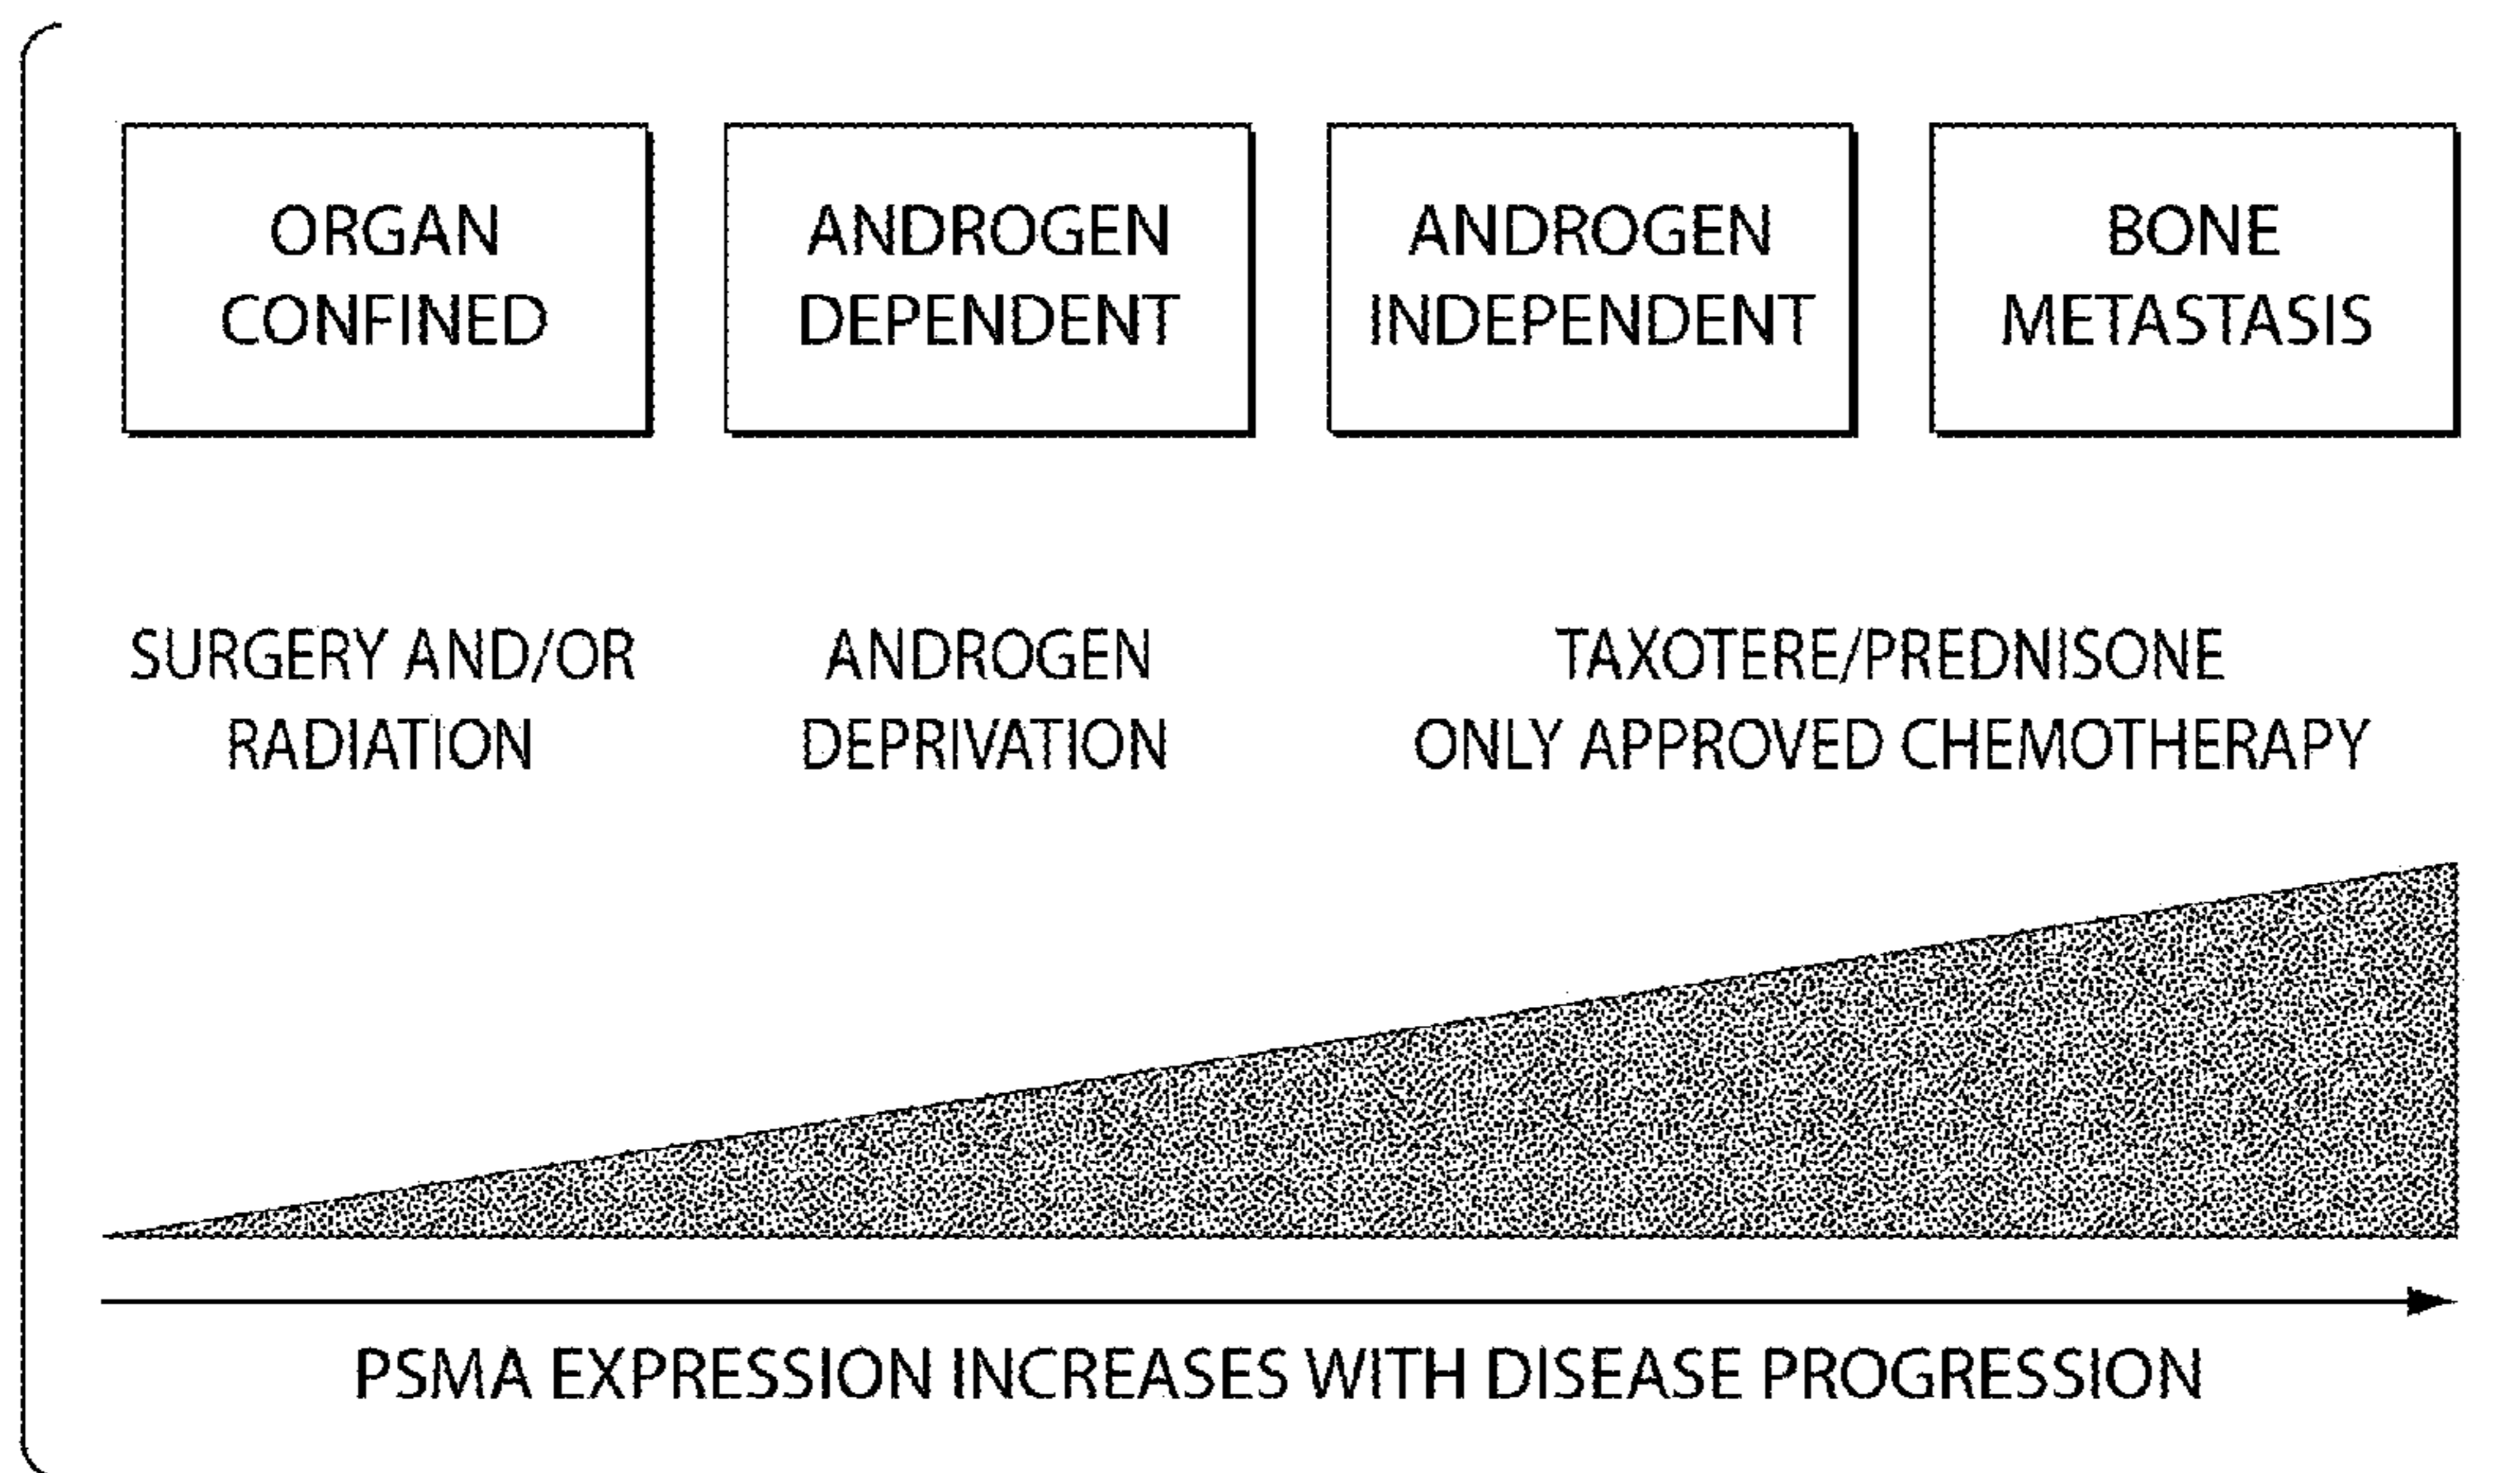 ORGAN
CONFINED
ANDROGEN
DEPENDENT
ANDROGEN
INDEPENDENT
BONE
METASTASIS
SURGERY AND/OR
RADIATION
ANDROGEN
DEPRIVATION
TAXOTERE/PREDNISONE
ONLY APPROVED CHEMOTHERAPY
PSMA EXPRESSION INCREASES WITH DISEASE PROGRESSION